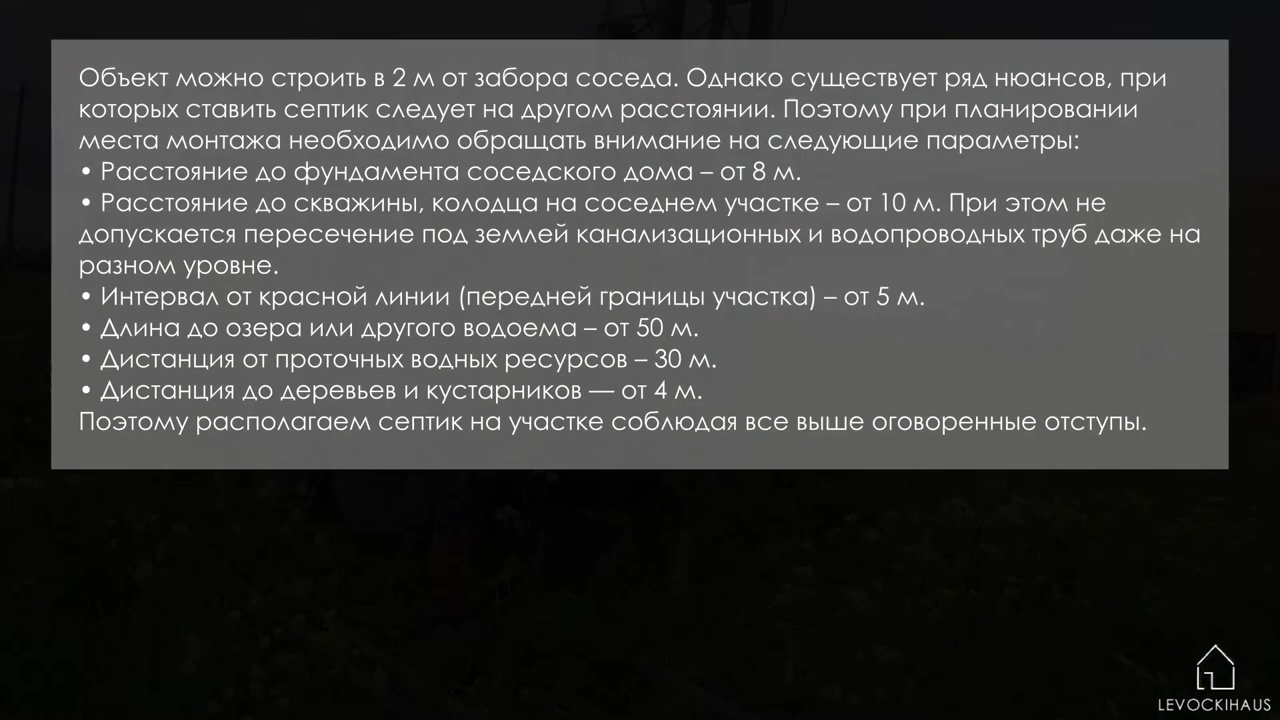 Объект можно строить в 2 м от забора соседа. Однако существует ряд нюансов, при
которых ставить септик следует на другом расстоянии. Поэтому при планировании
места монтажа необходимо обращать внимание на следующие параметры:
• Расстояние до фундамента соседского дома – от 8 м.
• Расстояние до скважины, колодца на соседнем участке – от 10 м. При этом не
допускается пересечение под землей канализационных и водопроводных труб даже на
разном уровне.
• Интервал от красной линии (передней границы участка) – от 5 м.
• Длина до озера или другого водоема – от 50 м.
• Дистанция от проточных водных ресурсов – 30 м.
• Дистанция до деревьев и кустарников — от 4 м.
Поэтому располагаем септик на участке соблюдая все выше оговоренные отступы.
LEVOCKIHAUS